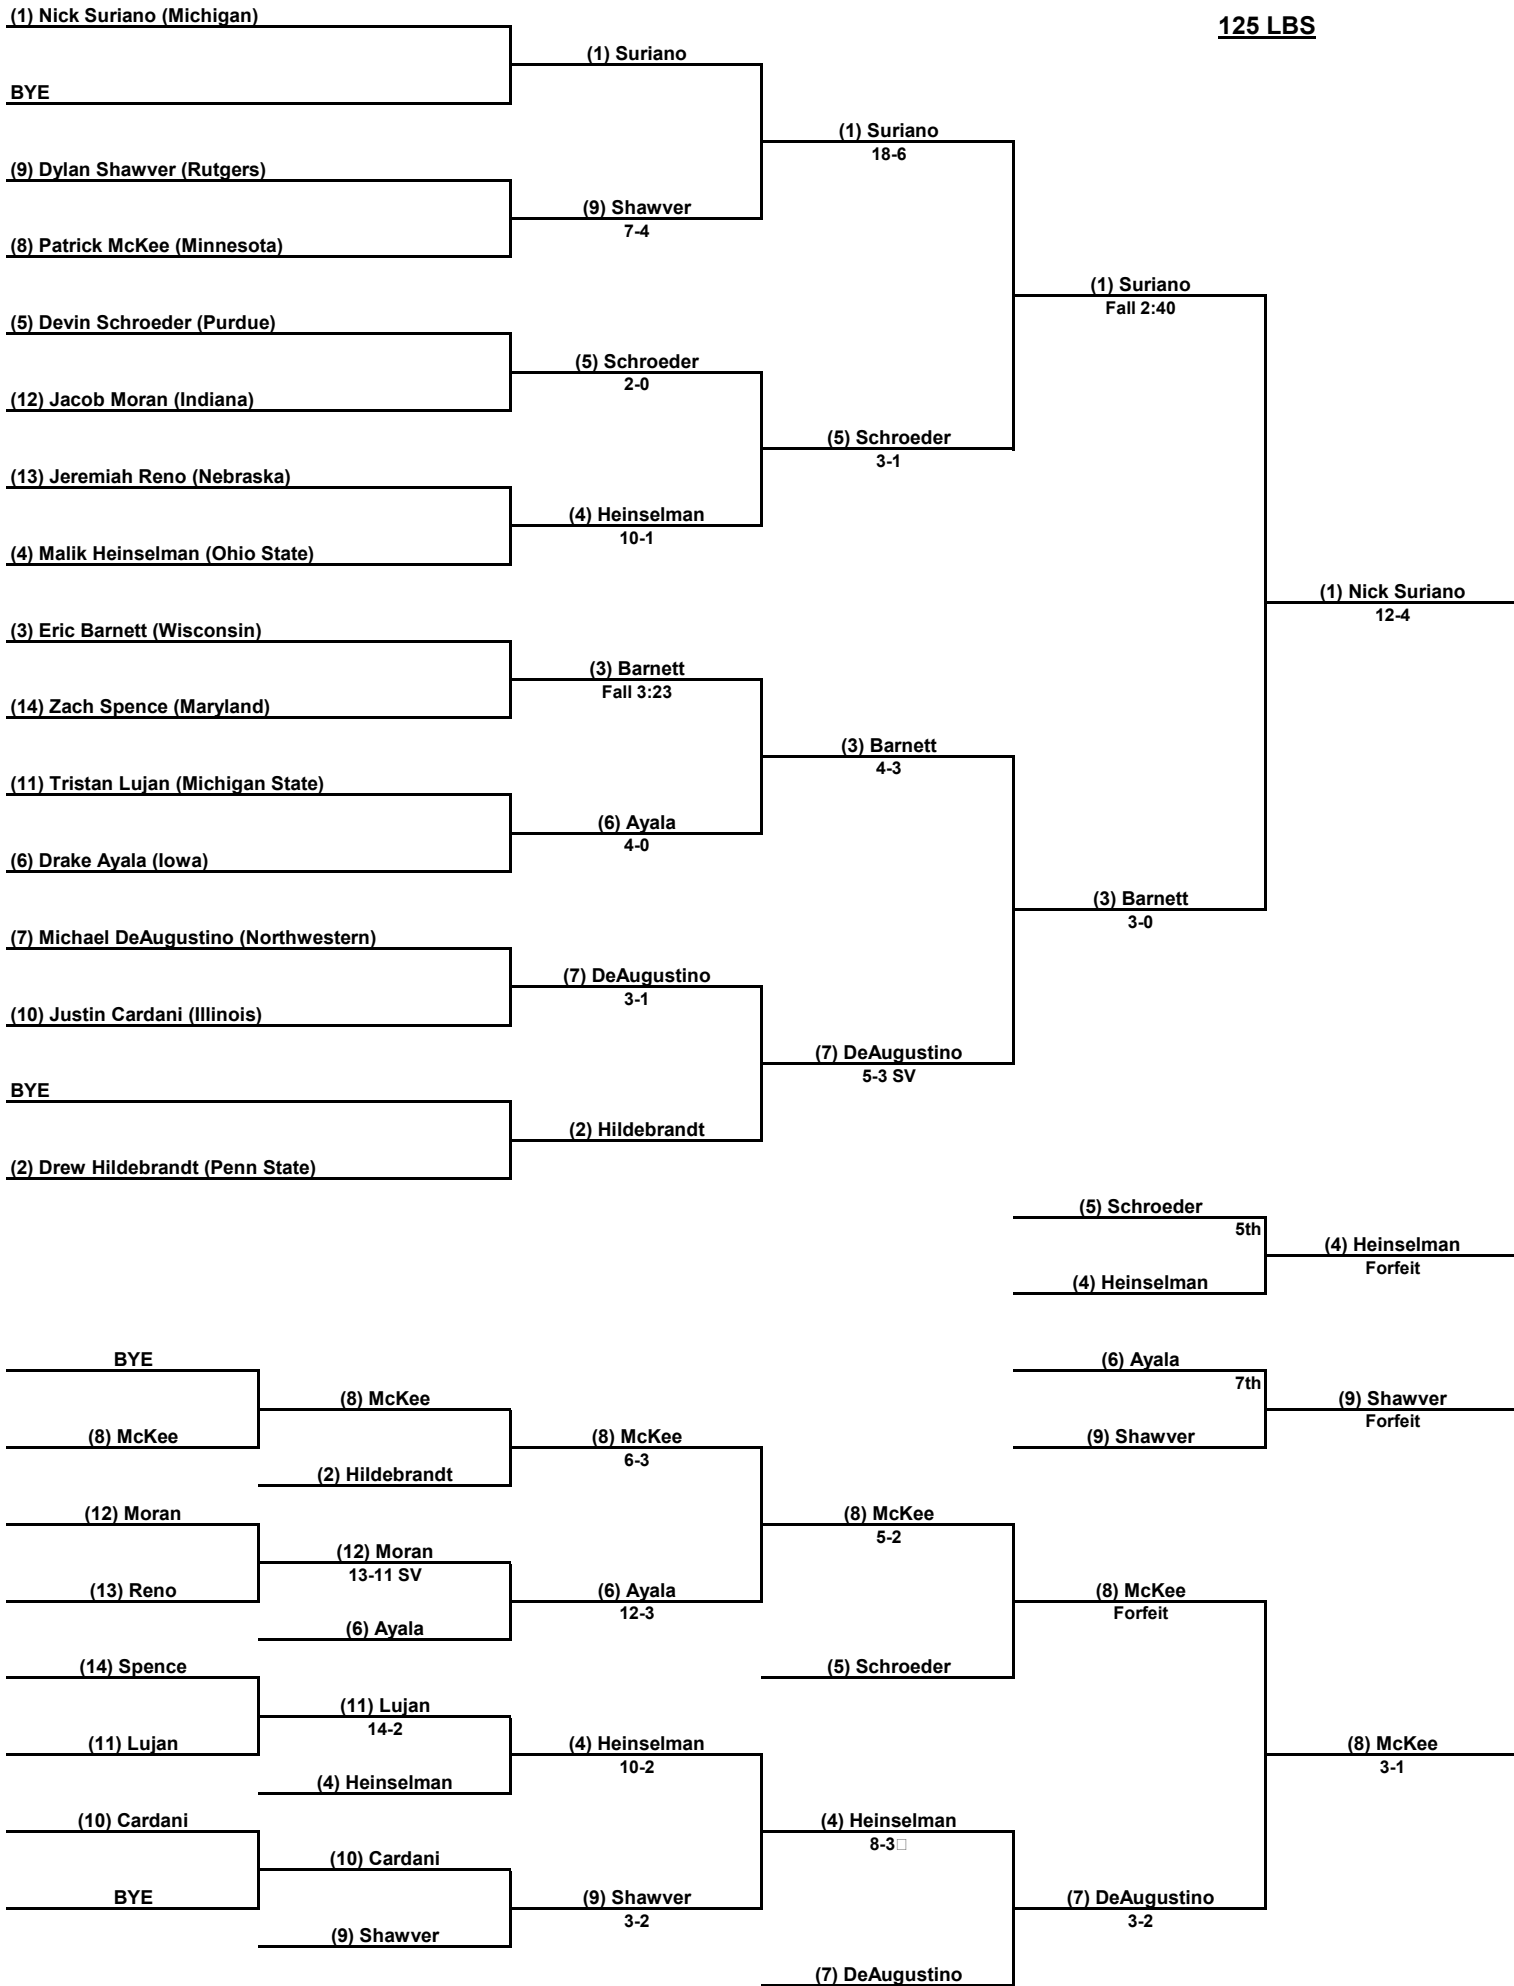 (1) Nick Suriano (Michigan)
125 LBS
(1) Suriano
BYE
(1) Suriano
18-6
(9) Dylan Shawver (Rutgers)
(9) Shawver
7-4
(8) Patrick McKee (Minnesota)
(1) Suriano
Fall 2:40
(5) Devin Schroeder (Purdue)
(5) Schroeder
2-0
(12) Jacob Moran (Indiana)
(5) Schroeder
3-1
(13) Jeremiah Reno (Nebraska)
(4) Heinselman
10-1
(4) Malik Heinselman (Ohio State)
(1) Nick Suriano
12-4
(3) Eric Barnett (Wisconsin)
(3) Barnett
Fall 3:23
(14) Zach Spence (Maryland)
(3) Barnett
4-3
(11) Tristan Lujan (Michigan State)
(6) Ayala
4-0
(6) Drake Ayala (Iowa)
(3) Barnett
3-0
(7) Michael DeAugustino (Northwestern)
(7) DeAugustino
3-1
(10) Justin Cardani (Illinois)
(7) DeAugustino
5-3 SV
BYE
(2) Hildebrandt
(2) Drew Hildebrandt (Penn State)
(5) Schroeder
5th
(4) Heinselman
Forfeit
(4) Heinselman
BYE
(6) Ayala
7th
(8) McKee
(9) Shawver
Forfeit
(8) McKee
(8) McKee
6-3
(9) Shawver
(2) Hildebrandt
(12) Moran
(8) McKee
5-2
(12) Moran
13-11 SV
(13) Reno
(6) Ayala
12-3
(8) McKee
Forfeit
(6) Ayala
(14) Spence
(5) Schroeder
(11) Lujan
14-2
(11) Lujan
(4) Heinselman
10-2
(8) McKee
3-1
(4) Heinselman
(10) Cardani
(4) Heinselman
8-3□
(10) Cardani
BYE
(9) Shawver
3-2
(7) DeAugustino
3-2
(9) Shawver
(7) DeAugustino